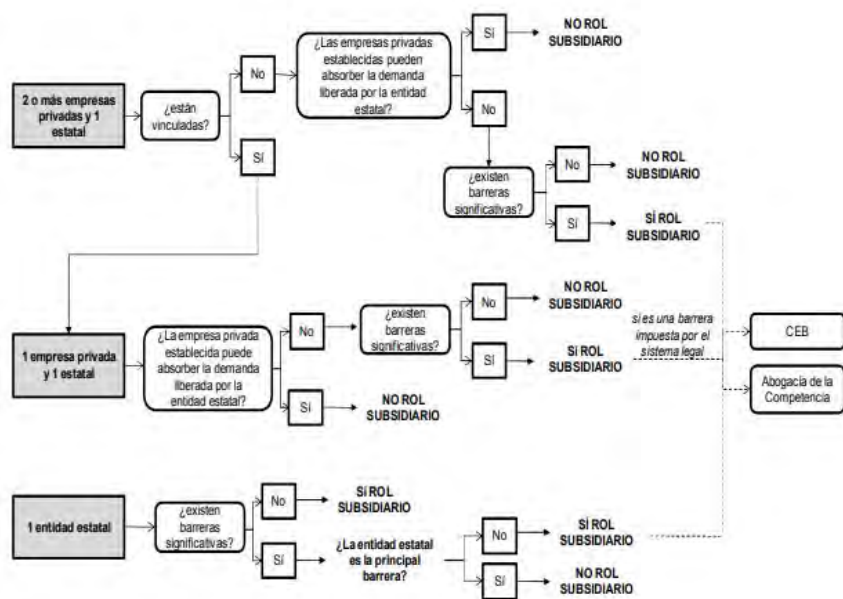 2 o más empresas
privadas y 1
estatal
¿están
vinculadas?
No
Sí
¿Las empresas privadas
establecidas pueden
absorber la demanda
liberada por la entidad
estatal?
Sí
NO ROL
SUBSIDIARIO
No
¿existen
barreras
significativas?
No
NO ROL
SUBSIDIARIO
Sí
SÍ ROL
SUBSIDIARIO
1 empresa privada
y 1 estatal
¿La empresa privada
establecida puede
absorber la demanda
liberada por la
entidad estatal?
No
¿existen
barreras
significativas?
No
NO ROL
SUBSIDIARIO
Sí
SÍ ROL
SUBSIDIARIO
Sí
NO ROL
SUBSIDIARIO
si es una barrera
impuesta por el
sistema legal
CEB
Abogacía de la
Competencia
1 entidad estatal
¿existen
barreras
significativas?
No
SÍ ROL
SUBSIDIARIO
Sí
¿La entidad estatal
es la principal
barrera?
No
SÍ ROL
SUBSIDIARIO
Sí
NO ROL
SUBSIDIARIO